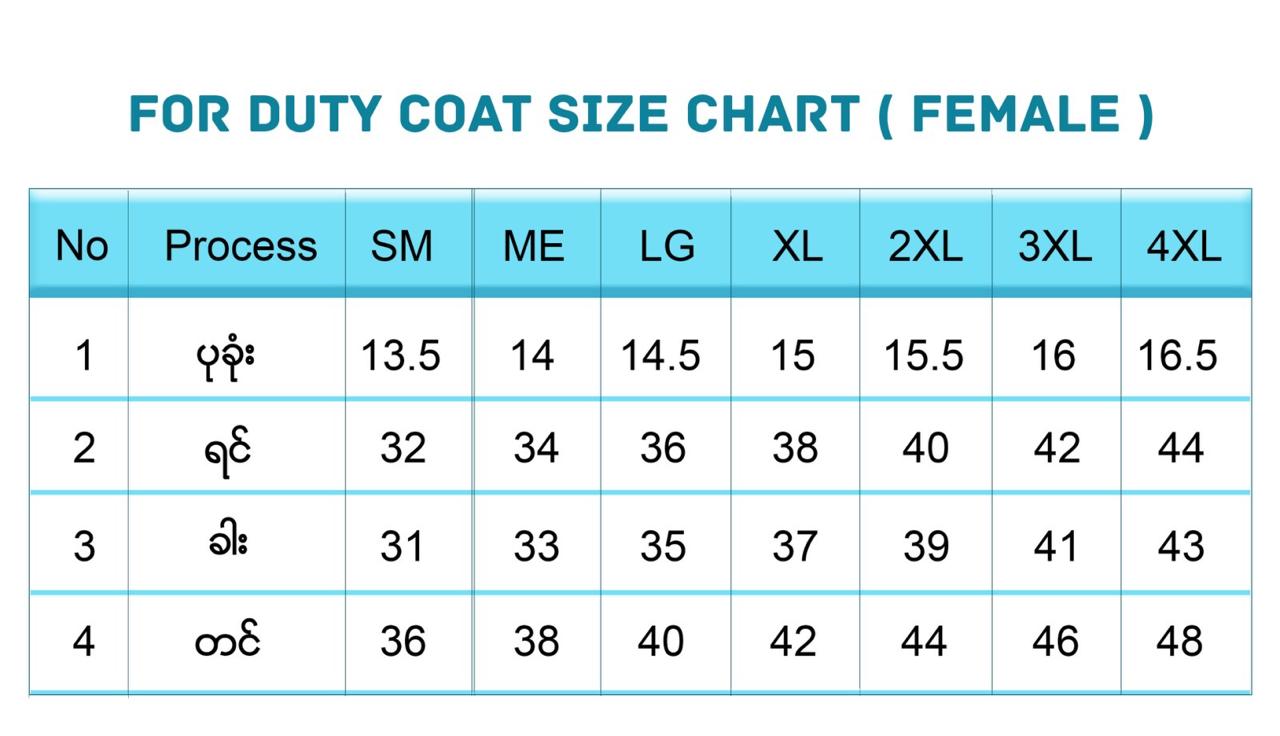 FOR DUTY COAT SIZE CHART ( FEMALE )
No Process SM ME LG XL 2XL 3XL 4XL
1 ပုခုံး 13.5 14 14.5 15 15.5 16 16.5
2 ရင် 32 34 36 38 40 42 44
3 ခါး 31 33 35 37 39 41 43
4 တင် 36 38 40 42 44 46 48